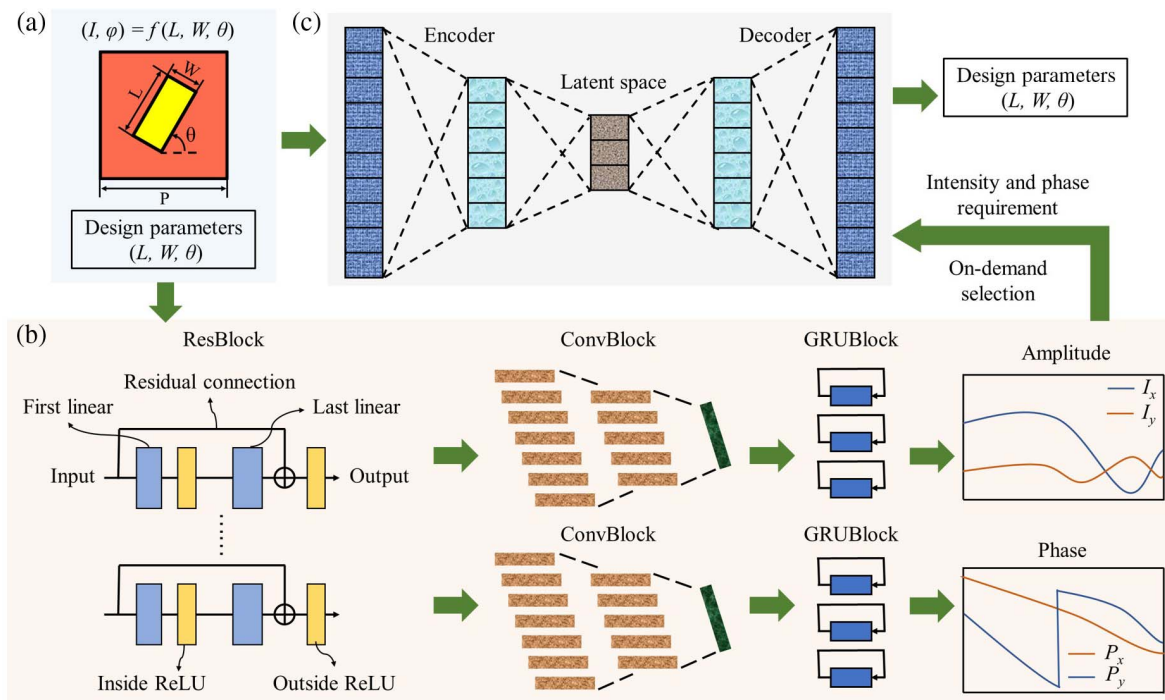 (a)
(I, φ) = f (L, W, θ)
W
L
θ
P
Design parameters
(L, W, θ)
(c)
Encoder
Latent space
Decoder
Design parameters
(L, W, θ)
Intensity and phase
requirement
On-demand
selection
(b)
ResBlock
Residual connection
First linear
Last linear
Input
Output
Inside ReLU
Outside ReLU
ConvBlock
GRUBlock
Amplitude
I_x
I_y
ConvBlock
GRUBlock
Phase
P_x
P_y